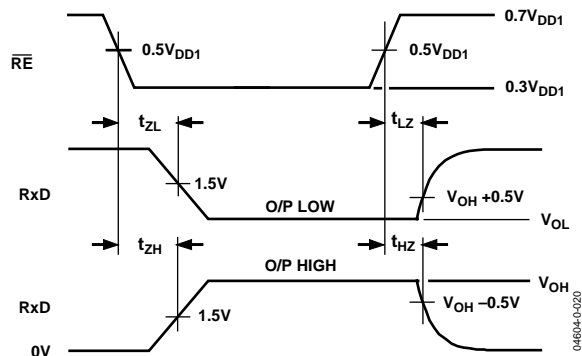 0.7VDD1
RE
0.5VDD1
0.5VDD1
0.3VDD1
tZL
tLZ
RxD
1.5V
O/P LOW
VOH +0.5V
VOL
tZH
tHZ
O/P HIGH
VOH
RxD
1.5V
VOH –0.5V
0V
04604-0-020